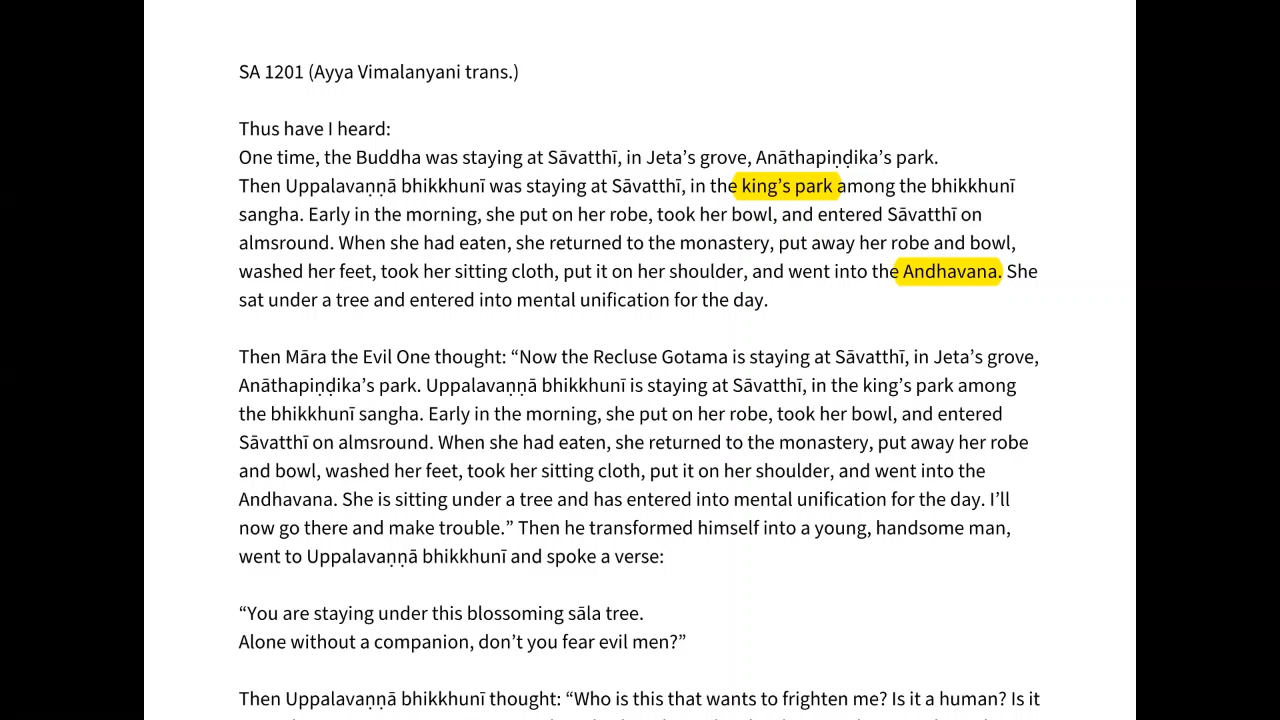 SA 1201 (Ayya Vimalanyani trans.)
Thus have I heard:
One time, the Buddha was staying at Sāvatthī, in Jeta’s grove, Anāthapiṇḍika’s park.
Then Uppalavaṇṇā bhikkhunī was staying at Sāvatthī, in the king’s park among the bhikkhunī
sangha. Early in the morning, she put on her robe, took her bowl, and entered Sāvatthī on
almsround. When she had eaten, she returned to the monastery, put away her robe and bowl,
washed her feet, took her sitting cloth, put it on her shoulder, and went into the Andhavana. She
sat under a tree and entered into mental unification for the day.
Then Māra the Evil One thought: “Now the Recluse Gotama is staying at Sāvatthī, in Jeta’s grove,
Anāthapiṇḍika’s park. Uppalavaṇṇā bhikkhunī is staying at Sāvatthī, in the king’s park among
the bhikkhunī sangha. Early in the morning, she put on her robe, took her bowl, and entered
Sāvatthī on almsround. When she had eaten, she returned to the monastery, put away her robe
and bowl, washed her feet, took her sitting cloth, put it on her shoulder, and went into the
Andhavana. She is sitting under a tree and has entered into mental unification for the day. I’ll
now go there and make trouble.” Then he transformed himself into a young, handsome man,
went to Uppalavaṇṇā bhikkhunī and spoke a verse:
“You are staying under this blossoming sāla tree.
Alone without a companion, don’t you fear evil men?”
Then Uppalavaṇṇā bhikkhunī thought: “Who is this that wants to frighten me? Is it a human? Is it